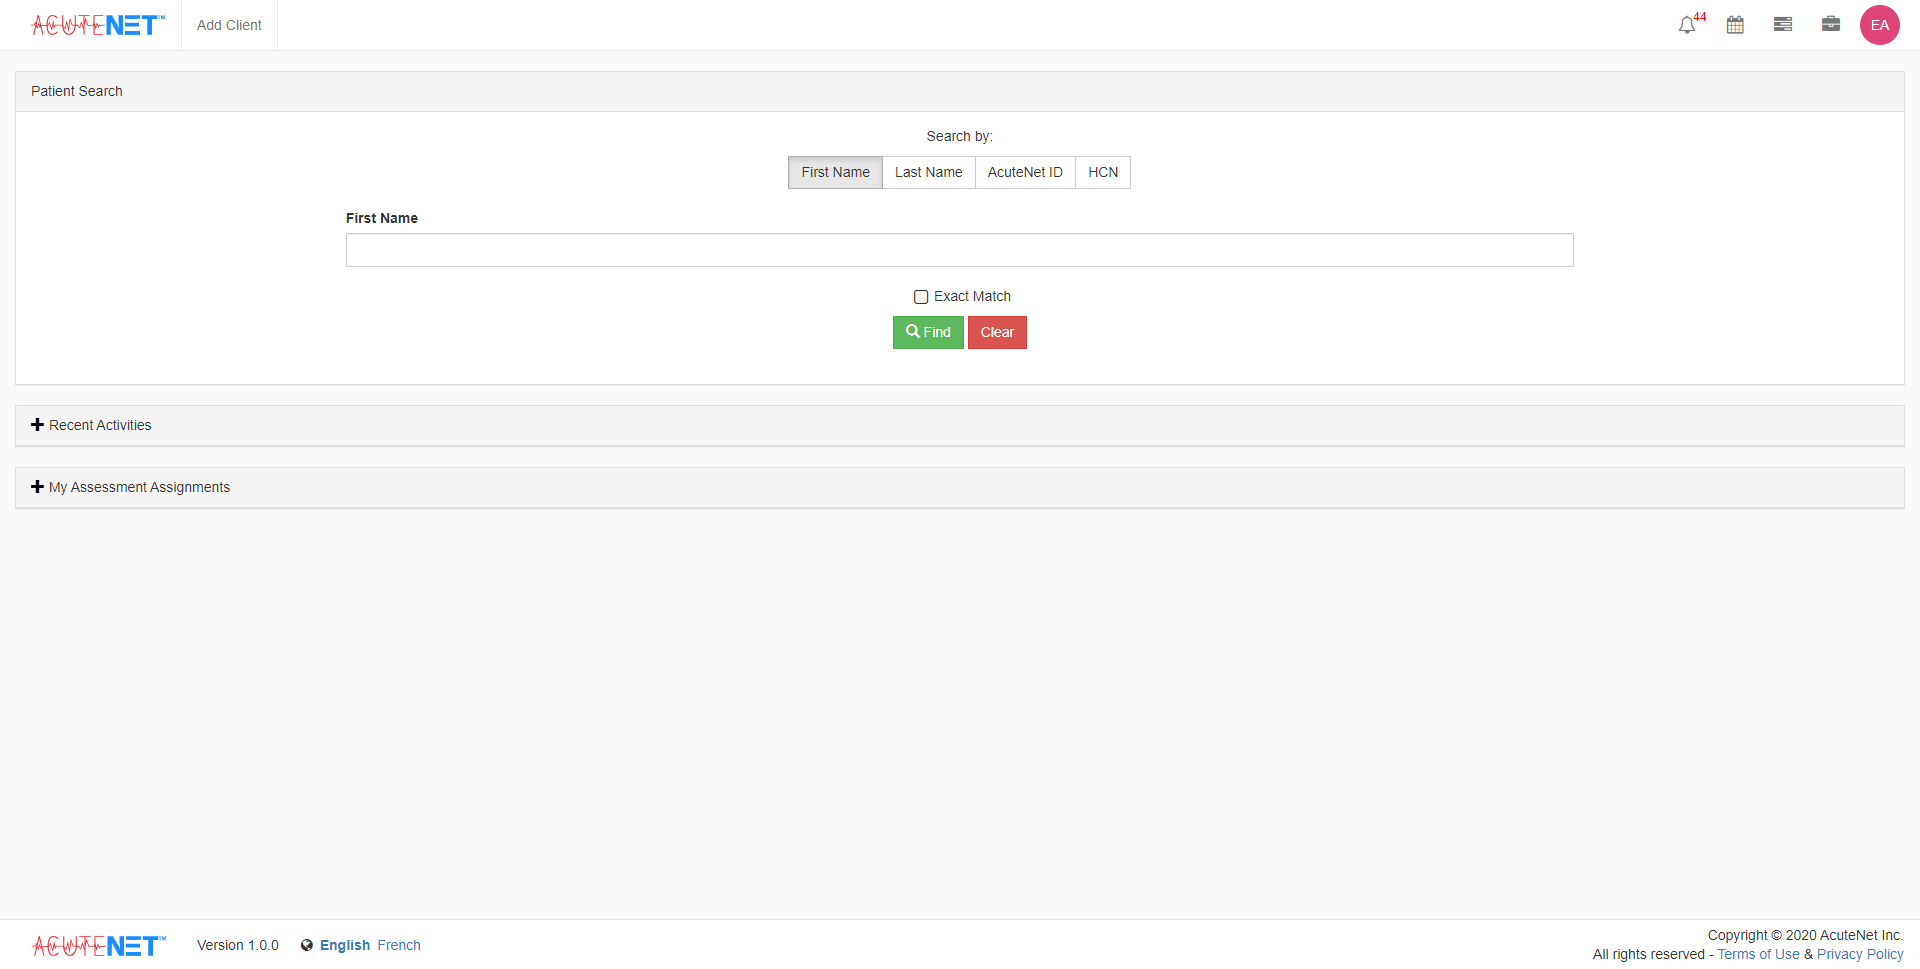 ACUTENET™ Add Client 44 EA
Patient Search
Search by:
First Name Last Name AcuteNet ID HCN
First Name
Exact Match
Find Clear
Recent Activities
My Assessment Assignments
ACUTENET™ Version 1.0.0 English French
Copyright © 2020 AcuteNet Inc.
All rights reserved - Terms of Use & Privacy Policy